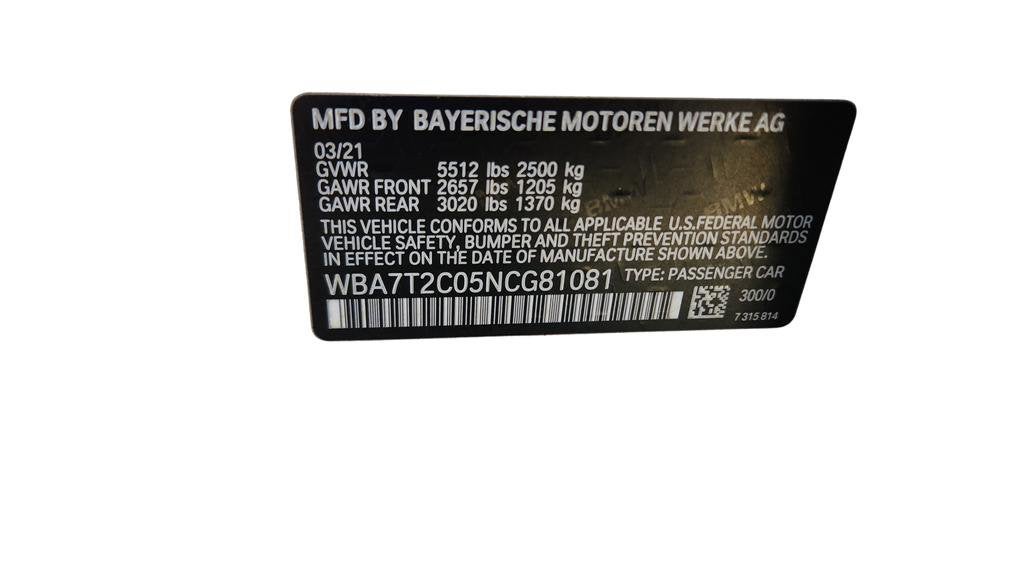 MFD BY BAYERISCHE MOTOREN WERKE AG
03/21
GVWR 5512 lbs 2500 kg
GAWR FRONT 2657 lbs 1205 kg
GAWR REAR 3020 lbs 1370 kg
THIS VEHICLE CONFORMS TO ALL APPLICABLE U.S.FEDERAL MOTOR
VEHICLE SAFETY, BUMPER AND THEFT PREVENTION STANDARDS
IN EFFECT ON THE DATE OF MANUFACTURE SHOWN ABOVE.
WBA7T2C05NCG81081 TYPE: PASSENGER CAR
300/0
7 315 814
BMW
BMW